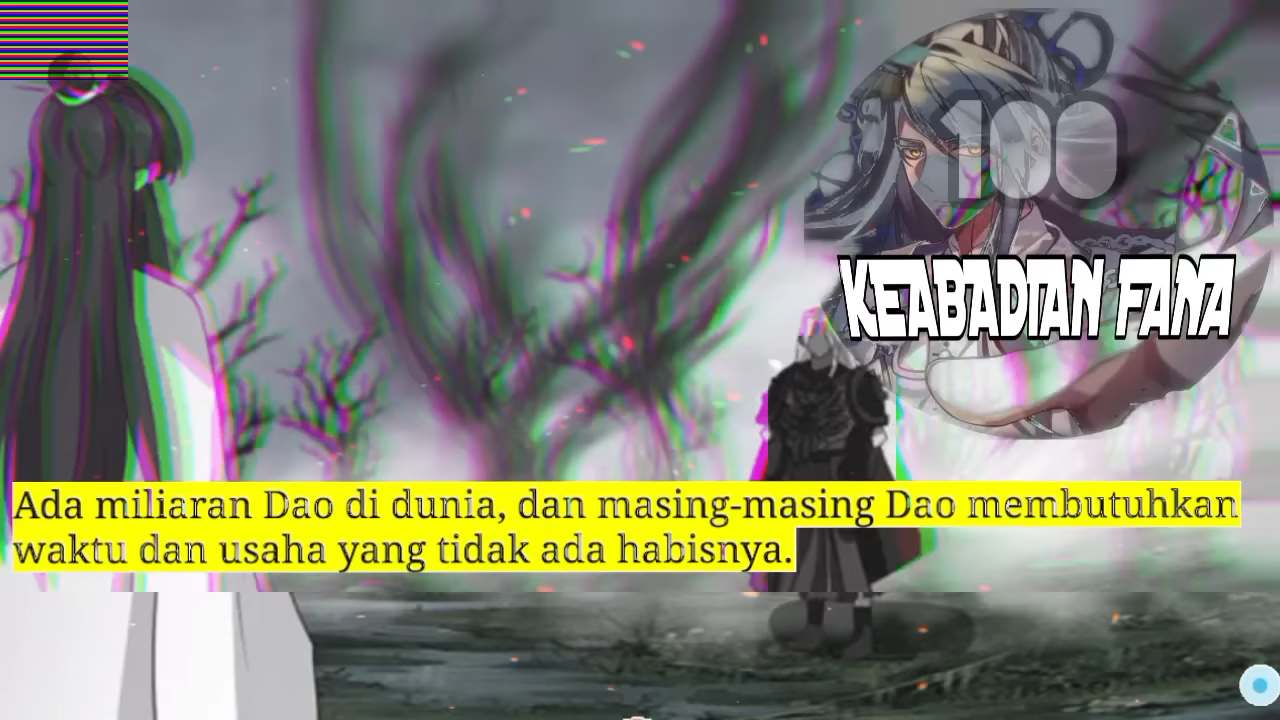 100
KEABADIAN FANA
Ada miliaran Dao di dunia, dan masing-masing Dao membutuhkan
waktu dan usaha yang tidak ada habisnya.